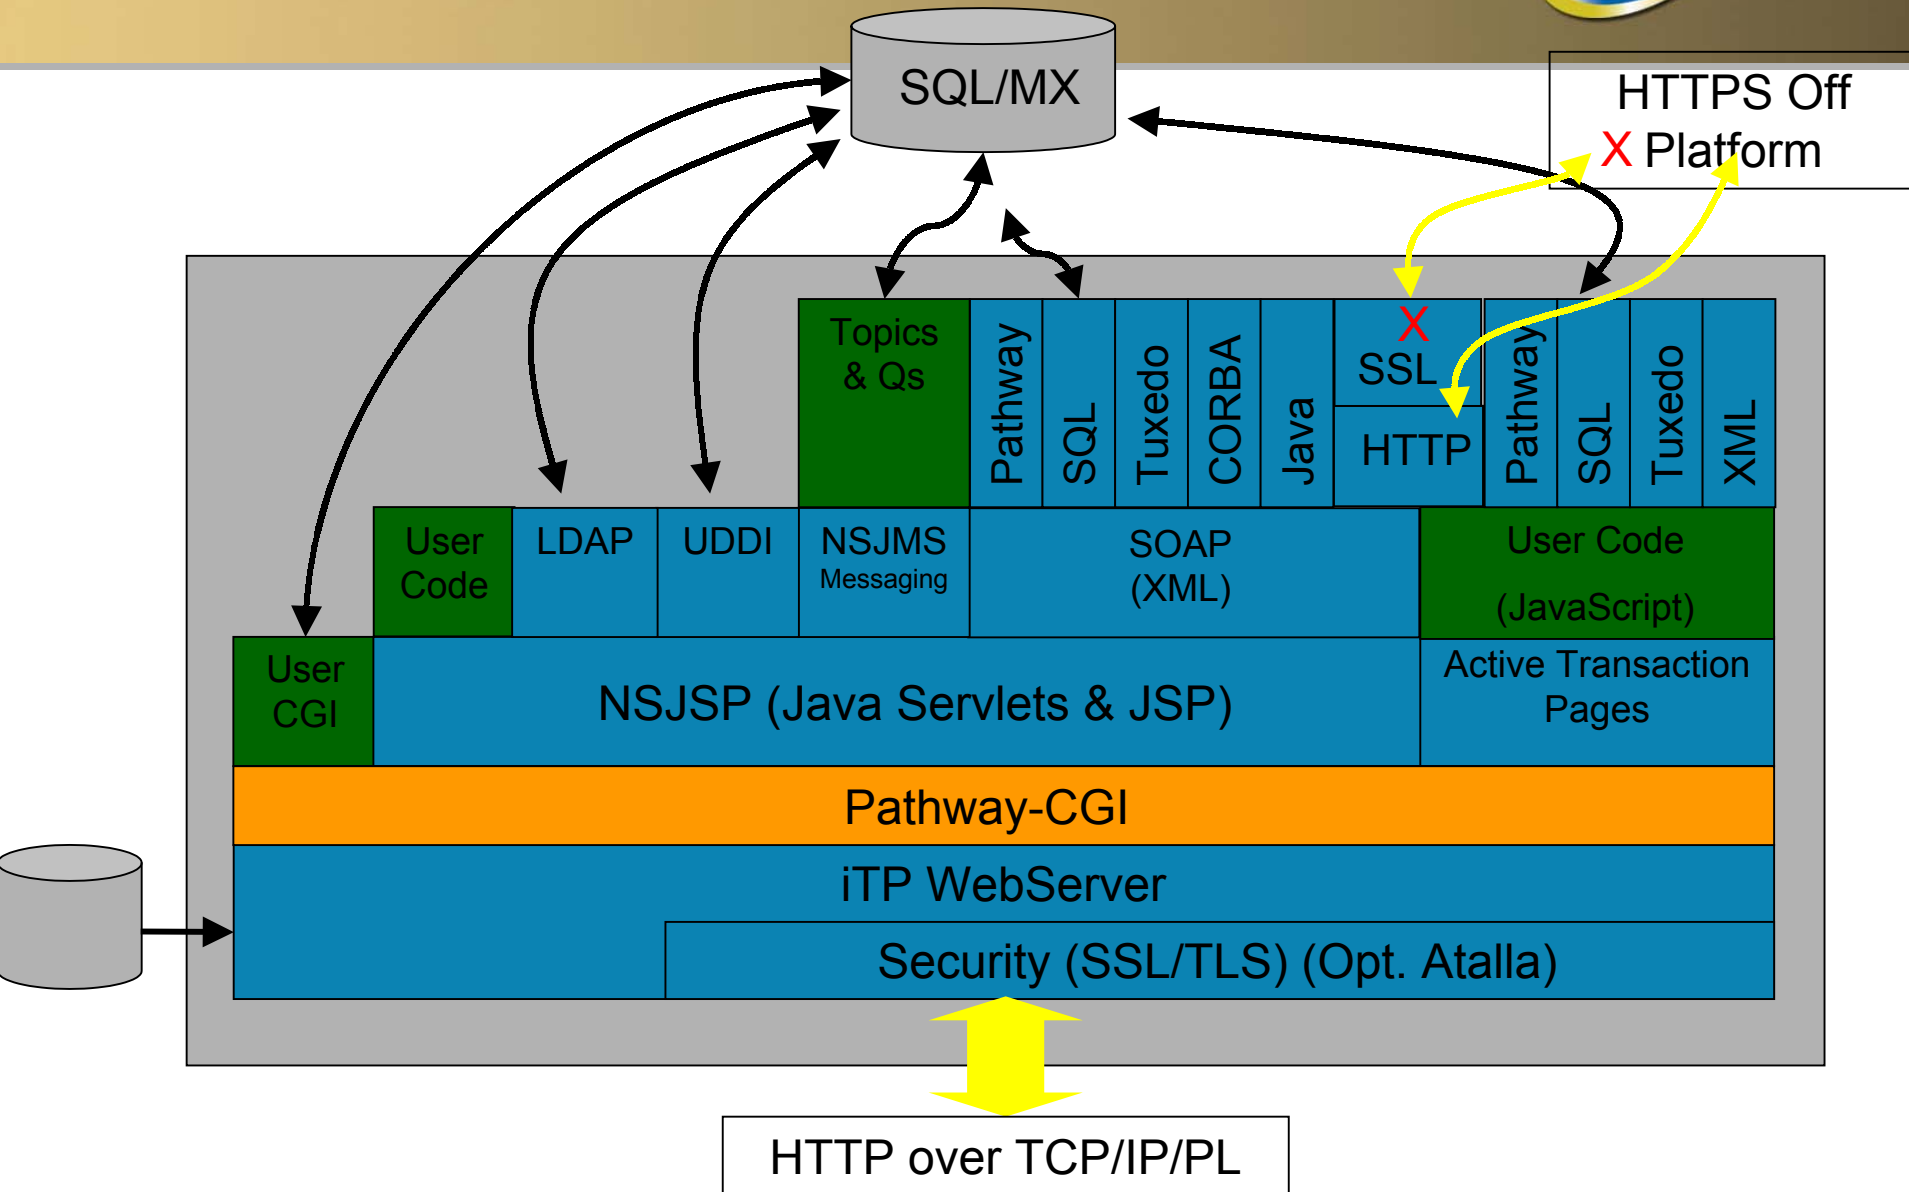 SQL/MX
HTTPS Off
X Platform
Topics
& Qs
Pathway
SQL
Tuxedo
CORBA
Java
X
SSL
HTTP
Pathway
SQL
Tuxedo
XML
User
Code
LDAP
UDDI
NSJMS
Messaging
SOAP
(XML)
User Code
(JavaScript)
User
CGI
NSJSP (Java Servlets & JSP)
Active Transaction
Pages
Pathway-CGI
iTP WebServer
Security (SSL/TLS) (Opt. Atalla)
HTTP over TCP/IP/PL